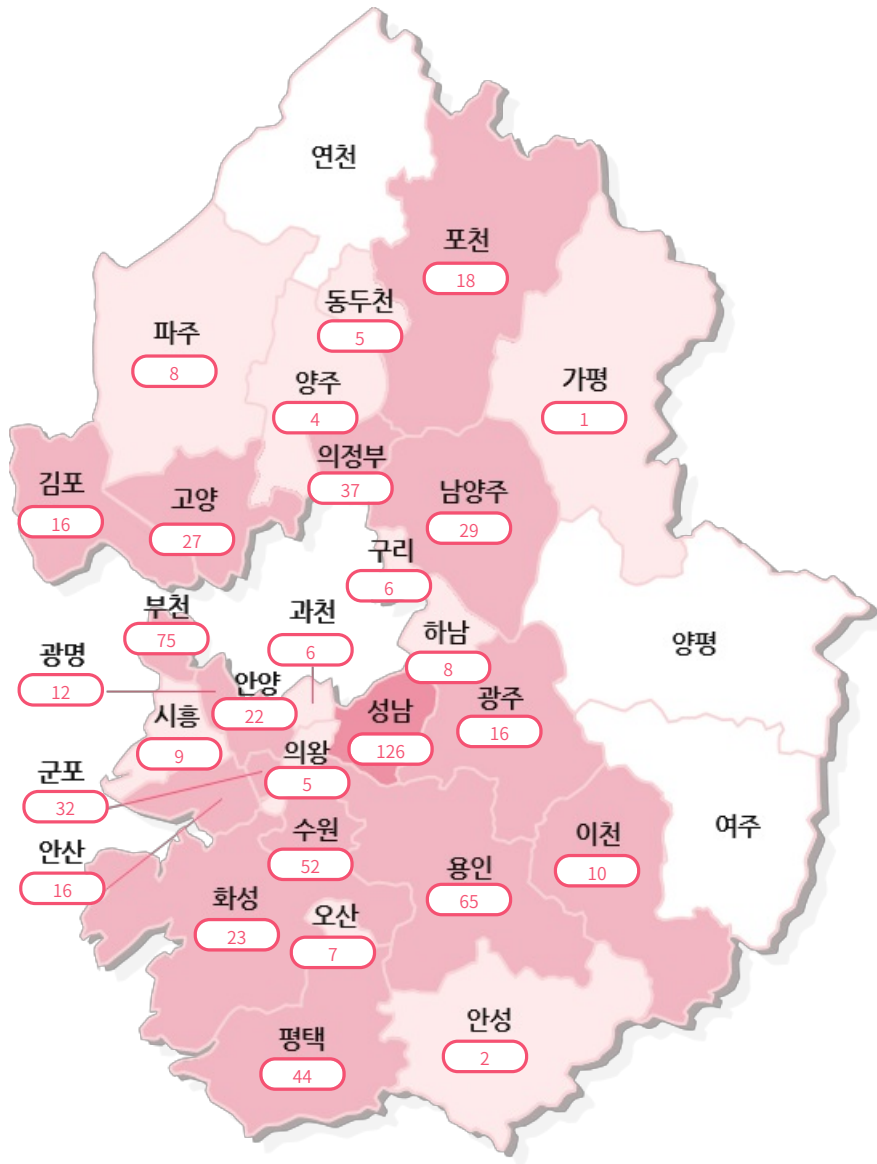 연천
포천
18
동두천
5
파주
8
양주
4
가평
1
의정부
37
김포
16
고양
27
남양주
29
구리
6
부천
75
과천
6
하남
8
양평
광명
12
안양
22
성남
126
광주
16
시흥
9
의왕
5
군포
32
수원
52
이천
10
여주
안산
16
용인
65
화성
23
오산
7
안성
2
평택
44